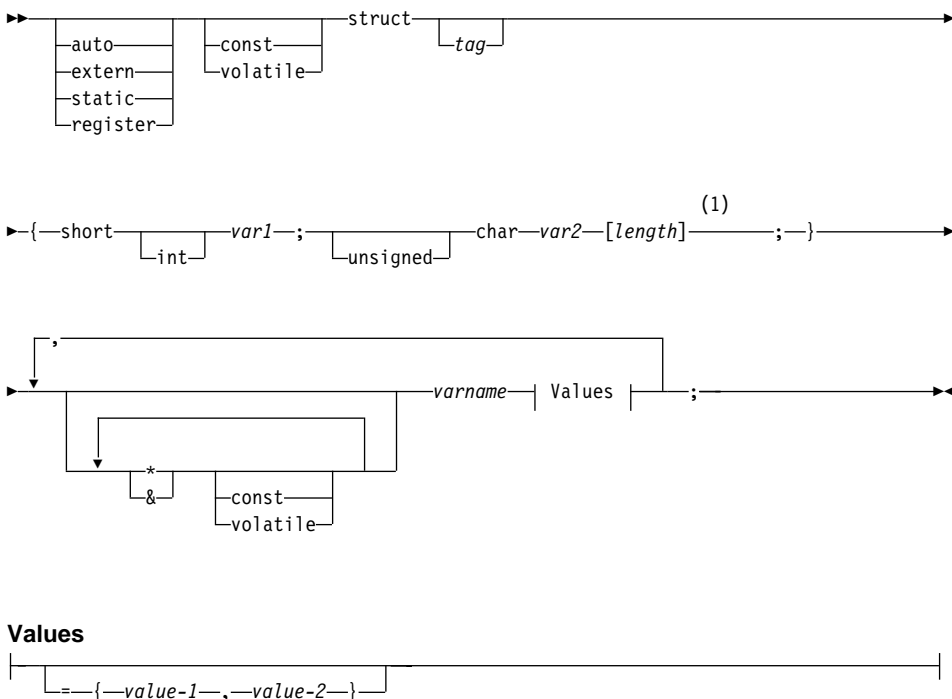 struct
auto const tag
extern volatile
static
register
(1)
{ short var1 ; char var2 [length] ; }
int unsigned
,
varname Values ;
*
& const
volatile
Values
= { value-1 , value-2 }